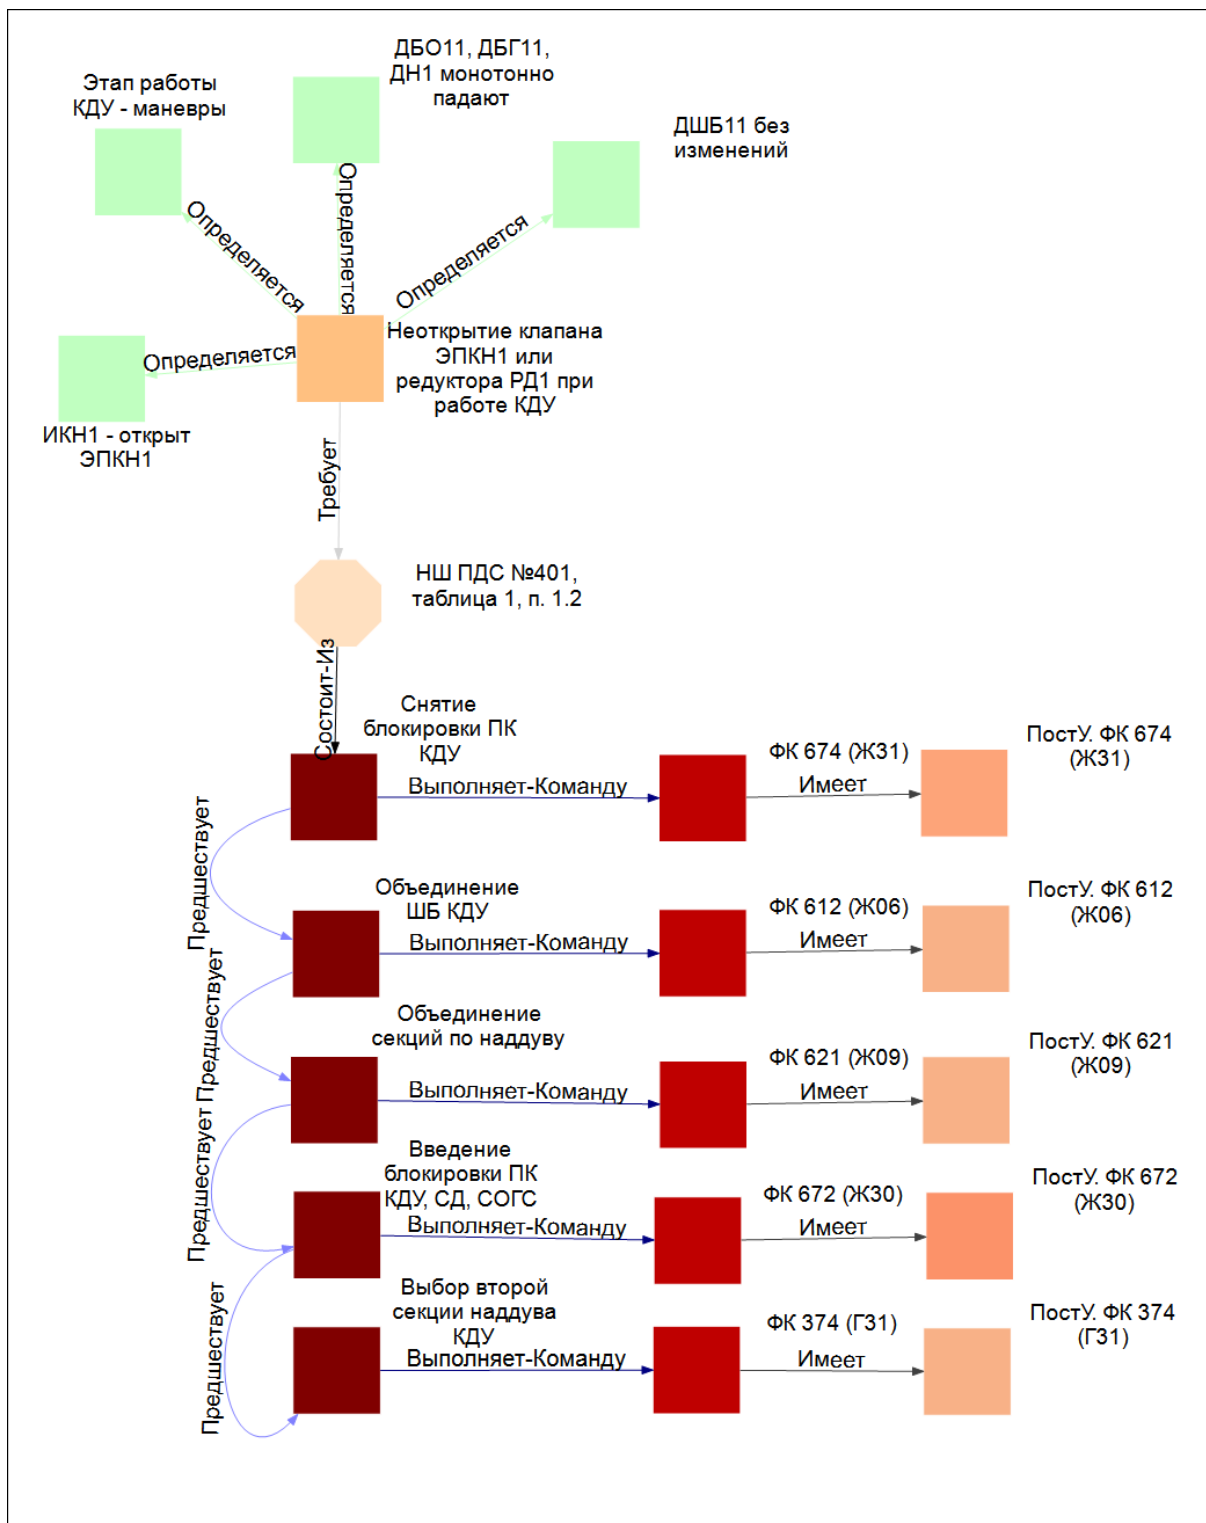 ДБО11, ДБГ11,
ДН1 монотонно
падают
Этап работы
КДУ - маневры
ДШБ11 без
изменений
Определяется
Определяется
Определяется
Определяется
Неоткрытие клапана
ЭПКН1 или
редуктора РД1 при
работе КДУ
ИКН1 - открыт
ЭПКН1
Требует
НШ ПДС №401,
таблица 1, п. 1.2
Состоит-Из
Снятие
блокировки ПК
КДУ
Выполняет-Команду
ФК 674 (Ж31)
Имеет
ПостУ. ФК 674
(Ж31)
Предшествует
Объединение
ШБ КДУ
Выполняет-Команду
ФК 612 (Ж06)
Имеет
ПостУ. ФК 612
(Ж06)
Предшествует
Объединение
секций по наддуву
Выполняет-Команду
ФК 621 (Ж09)
Имеет
ПостУ. ФК 621
(Ж09)
Предшествует
Введение
блокировки ПК
КДУ, СД, СОГС
Выполняет-Команду
ФК 672 (Ж30)
Имеет
ПостУ. ФК 672
(Ж30)
Предшествует
Выбор второй
секции наддува
КДУ
Выполняет-Команду
ФК 374 (Г31)
Имеет
ПостУ. ФК 374
(Г31)